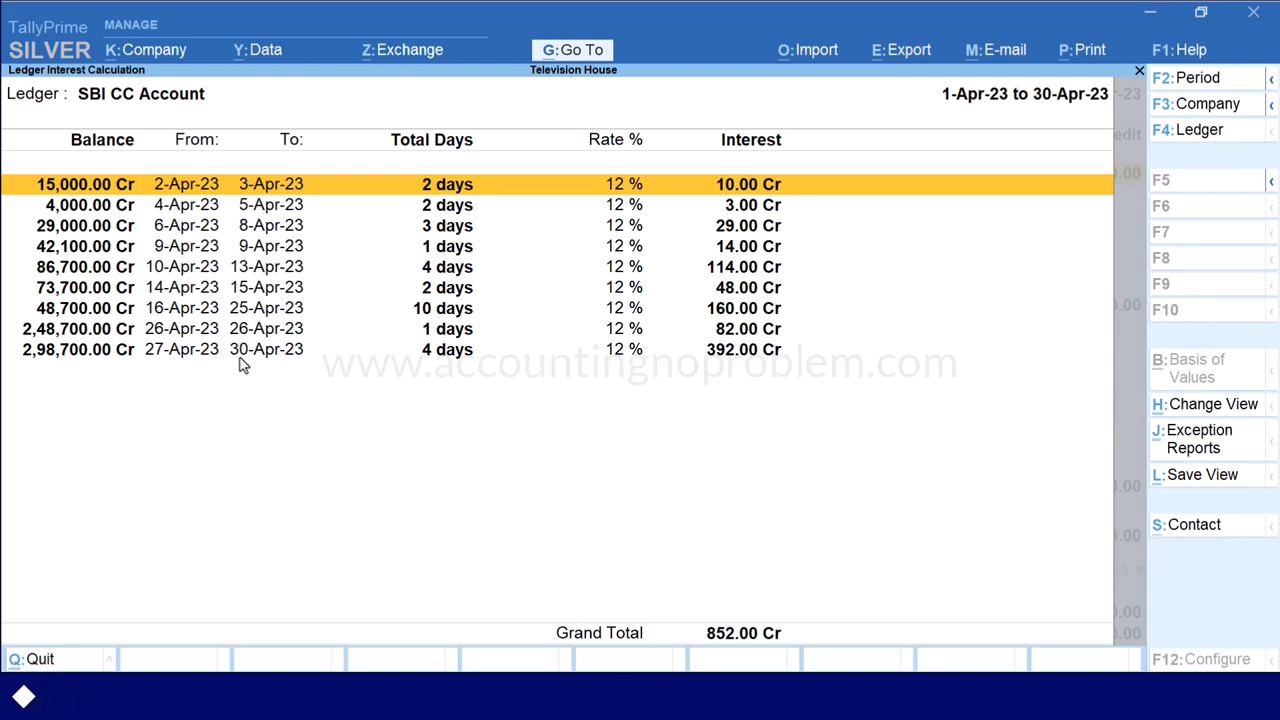 TallyPrime MANAGE
SILVER K:Company Y:Data Z:Exchange G:Go To O:Import E:Export M:E-mail P:Print F1:Help
Ledger Interest Calculation Television House
Ledger : SBI CC Account 1-Apr-23 to 30-Apr-23
Balance From: To: Total Days Rate % Interest
15,000.00 Cr 2-Apr-23 3-Apr-23 2 days 12 % 10.00 Cr
4,000.00 Cr 4-Apr-23 5-Apr-23 2 days 12 % 3.00 Cr
29,000.00 Cr 6-Apr-23 8-Apr-23 3 days 12 % 29.00 Cr
42,100.00 Cr 9-Apr-23 9-Apr-23 1 days 12 % 14.00 Cr
86,700.00 Cr 10-Apr-23 13-Apr-23 4 days 12 % 114.00 Cr
73,700.00 Cr 14-Apr-23 15-Apr-23 2 days 12 % 48.00 Cr
48,700.00 Cr 16-Apr-23 25-Apr-23 10 days 12 % 160.00 Cr
2,48,700.00 Cr 26-Apr-23 26-Apr-23 1 days 12 % 82.00 Cr
2,98,700.00 Cr 27-Apr-23 30-Apr-23 4 days 12 % 392.00 Cr
www.accountingnoproblem.com
Grand Total 852.00 Cr
Q:Quit
F2:Period
F3:Company
F4:Ledger
F5
F6
F7
F8
F9
F10
B:Basis of
Values
H:Change View
J:Exception
Reports
L:Save View
S:Contact
F12:Configure